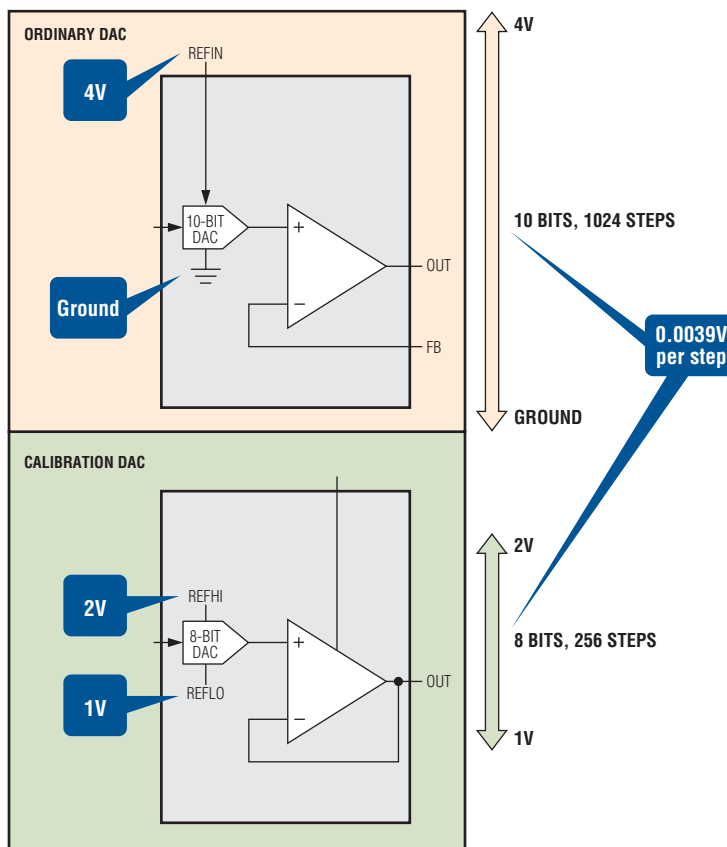 ORDINARY DAC
REFIN
4V
10-BIT
DAC
+
−
Ground
OUT
FB
4V
10 BITS, 1024 STEPS
GROUND
0.0039V
per step
CALIBRATION DAC
2V
REFHI
8-BIT
DAC
REFLO
1V
+
−
OUT
2V
8 BITS, 256 STEPS
1V